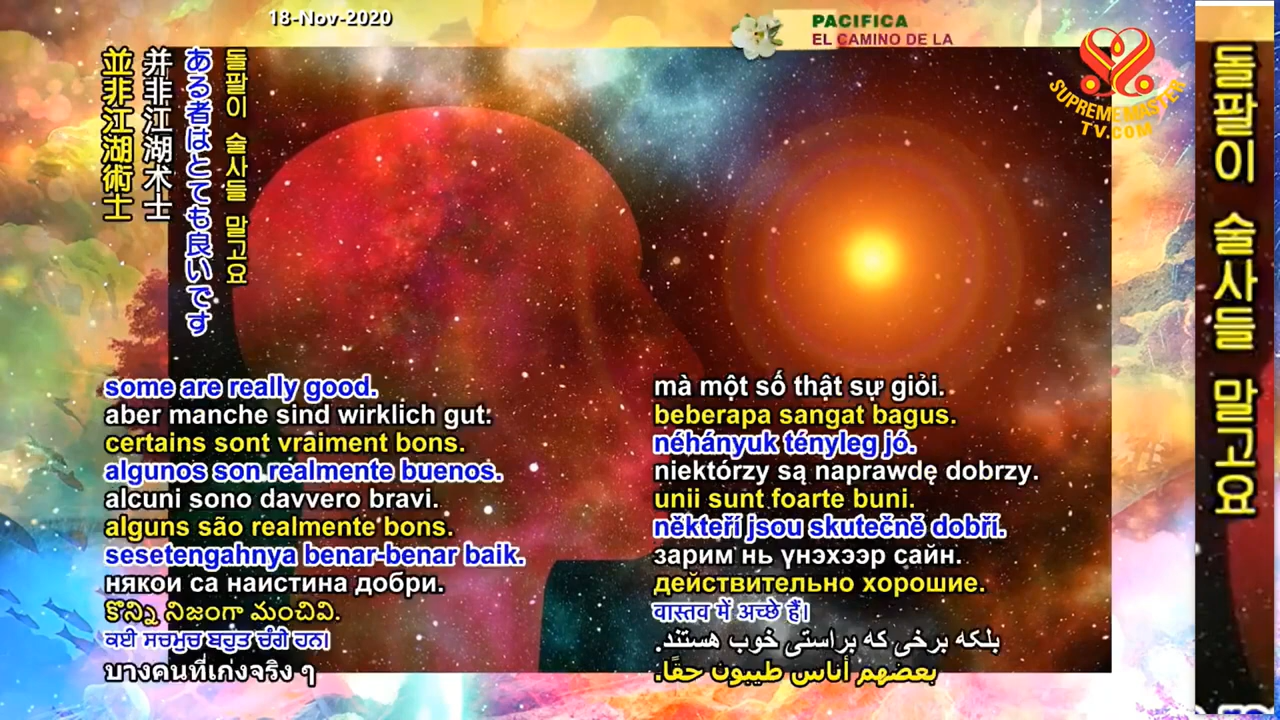 18-Nov-2020
PACIFICA
EL CAMINO DE LA
SUPREME MASTER
TV.COM
돌팔이 술사들 말고요
ある者はとても良いです
并非江湖术士
並非江湖術士
some are really good.
aber manche sind wirklich gut.
certains sont vraiment bons.
algunos son realmente buenos.
alcuni sono davvero bravi.
alguns são realmente bons.
sesetengahnya benar-benar baik.
някои са наистина добри.
కొన్ని నిజంగా మంచివి.
ਕਈ ਸਚਮੁਚ ਬਹੁਤ ਚੰਗੇ ਹਨ।
บางคนที่เก่งจริง ๆ
mà một số thật sự giỏi.
beberapa sangat bagus.
néhányuk tényleg jó.
niektórzy są naprawdę dobrzy.
unii sunt foarte buni.
někteří jsou skutečně dobří.
зарим нь үнэхээр сайн.
действительно хорошие.
वास्तव में अच्छे हैं।
بلکه برخی که براستی خوب هستند.
بعضهم أناس طيبون حقًا.
돌팔이 술사들 말고요